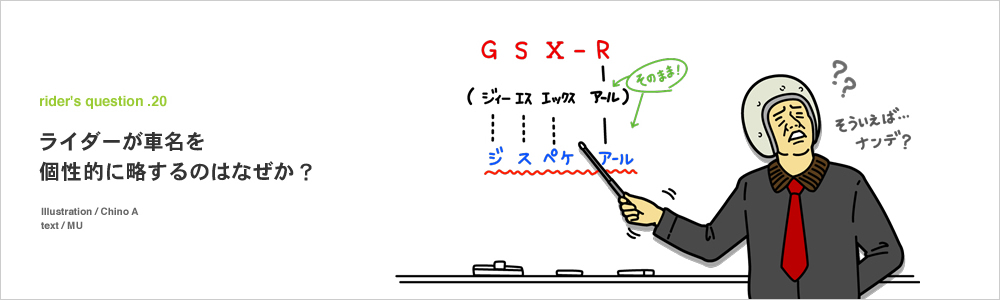 rider's question .20
ライダーが車名を
個性的に略するのはなぜか？
Illustration / Chino A
text / MU
G S X - R
そのまま！
( ジィー エス エックス アール )
ジ ス ペケ アール
??
そういえば…
ナンデ？